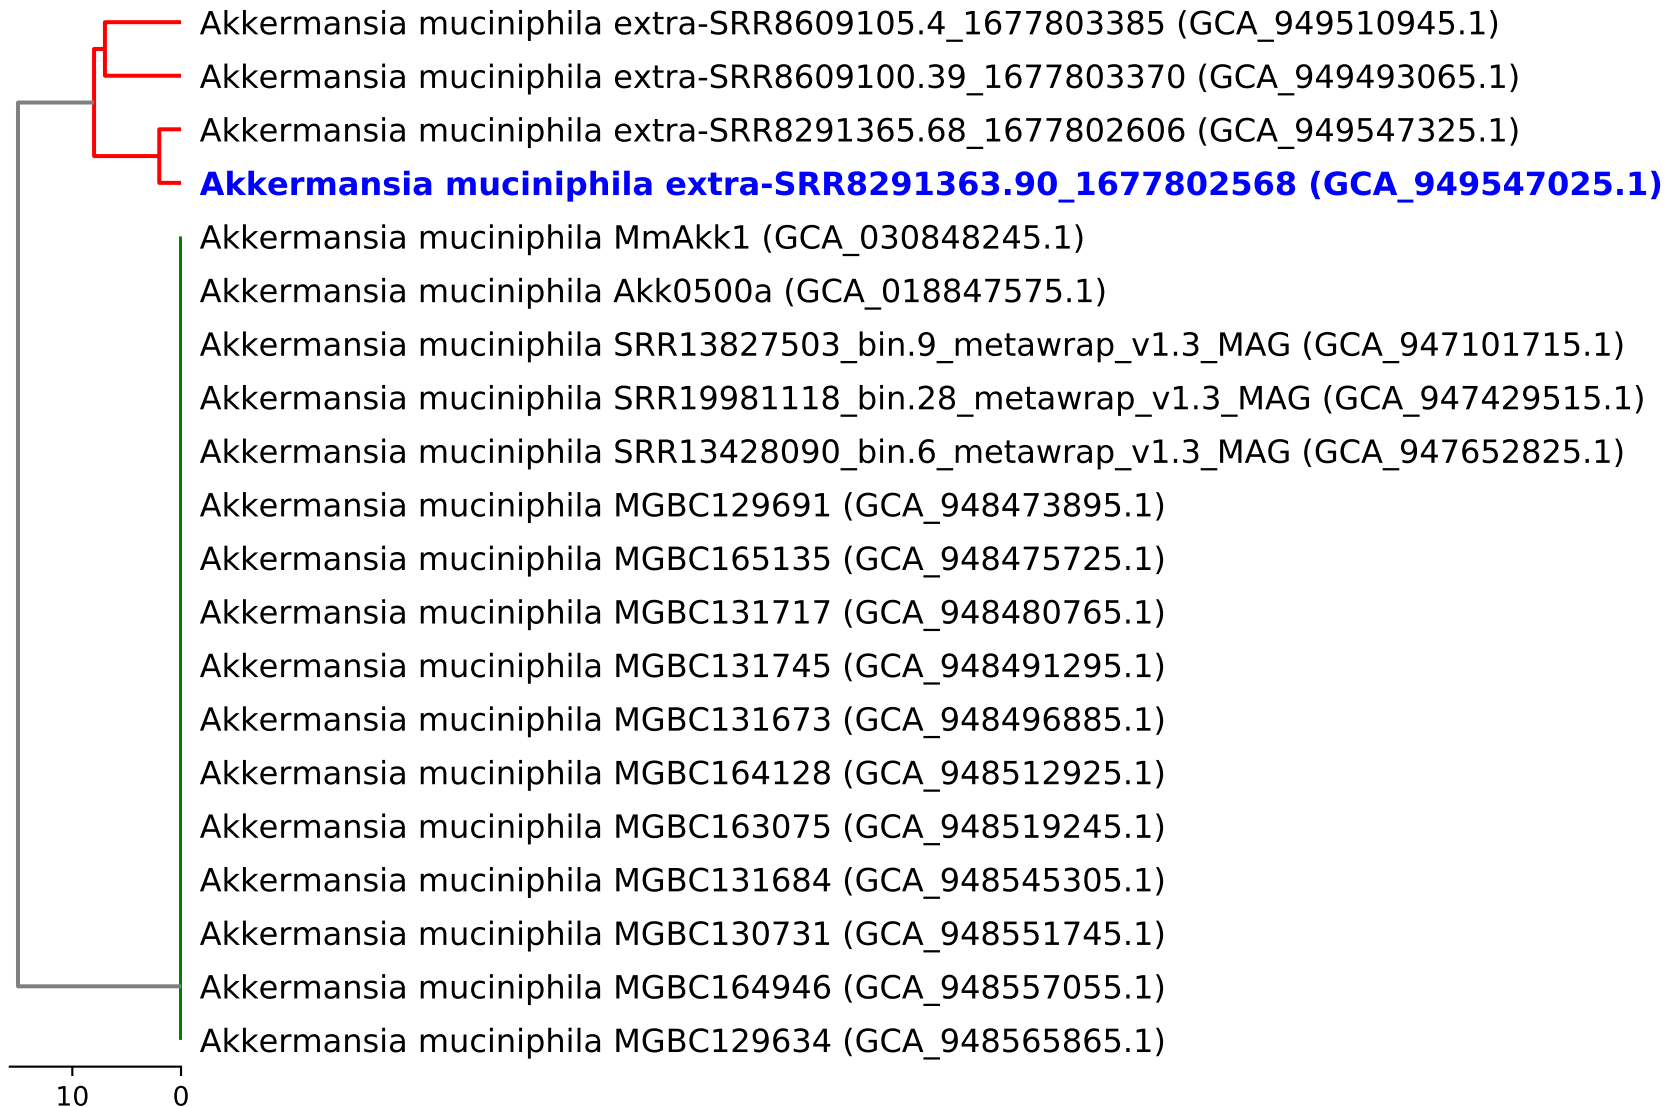 Akkermansia muciniphila extra-SRR8609105.4_1677803385 (GCA_949510945.1)
Akkermansia muciniphila extra-SRR8609100.39_1677803370 (GCA_949493065.1)
Akkermansia muciniphila extra-SRR8291365.68_1677802606 (GCA_949547325.1)
Akkermansia muciniphila extra-SRR8291363.90_1677802568 (GCA_949547025.1)
Akkermansia muciniphila MmAkk1 (GCA_030848245.1)
Akkermansia muciniphila Akk0500a (GCA_018847575.1)
Akkermansia muciniphila SRR13827503_bin.9_metawrap_v1.3_MAG (GCA_947101715.1)
Akkermansia muciniphila SRR19981118_bin.28_metawrap_v1.3_MAG (GCA_947429515.1)
Akkermansia muciniphila SRR13428090_bin.6_metawrap_v1.3_MAG (GCA_947652825.1)
Akkermansia muciniphila MGBC129691 (GCA_948473895.1)
Akkermansia muciniphila MGBC165135 (GCA_948475725.1)
Akkermansia muciniphila MGBC131717 (GCA_948480765.1)
Akkermansia muciniphila MGBC131745 (GCA_948491295.1)
Akkermansia muciniphila MGBC131673 (GCA_948496885.1)
Akkermansia muciniphila MGBC164128 (GCA_948512925.1)
Akkermansia muciniphila MGBC163075 (GCA_948519245.1)
Akkermansia muciniphila MGBC131684 (GCA_948545305.1)
Akkermansia muciniphila MGBC130731 (GCA_948551745.1)
Akkermansia muciniphila MGBC164946 (GCA_948557055.1)
Akkermansia muciniphila MGBC129634 (GCA_948565865.1)
10 0